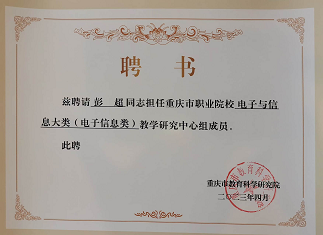 聘书
兹聘请 彭 超 同志担任重庆市职业院校 电子与信
息大类（电子信息类） 教学研究中心组成员。
此聘
重庆市教育科学研究院
二〇二三年四月